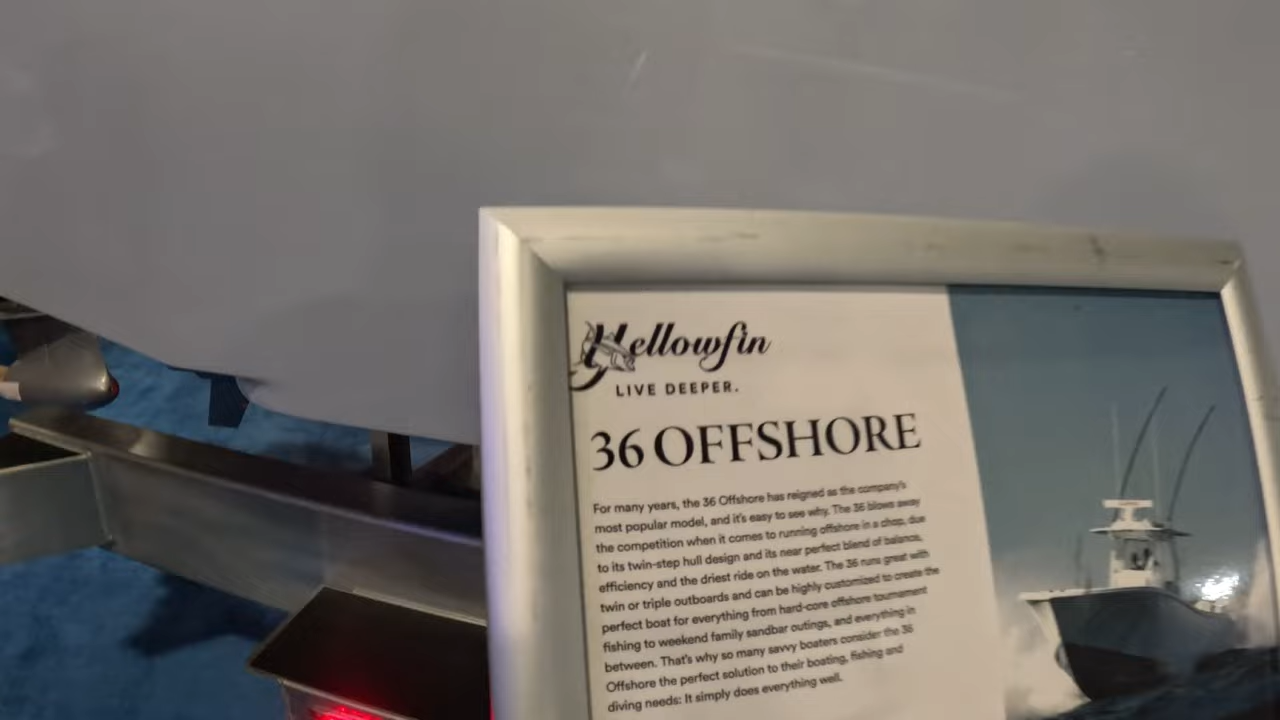 Yellowfin
LIVE DEEPER.
36 OFFSHORE
For many years, the 36 Offshore has reigned as the company's
most popular model, and it's easy to see why. The 36 blows away
the competition when it comes to running offshore in a chop, due
to its twin-step hull design and its near perfect blend of balance,
efficiency and the driest ride on the water. The 36 runs great with
twin or triple outboards and can be highly customized to create the
perfect boat for everything from hard-core offshore tournament
fishing to weekend family sandbar outings, and everything in
between. That's why so many savvy boaters consider the 36
Offshore the perfect solution to their boating, fishing and
diving needs: It simply does everything well.